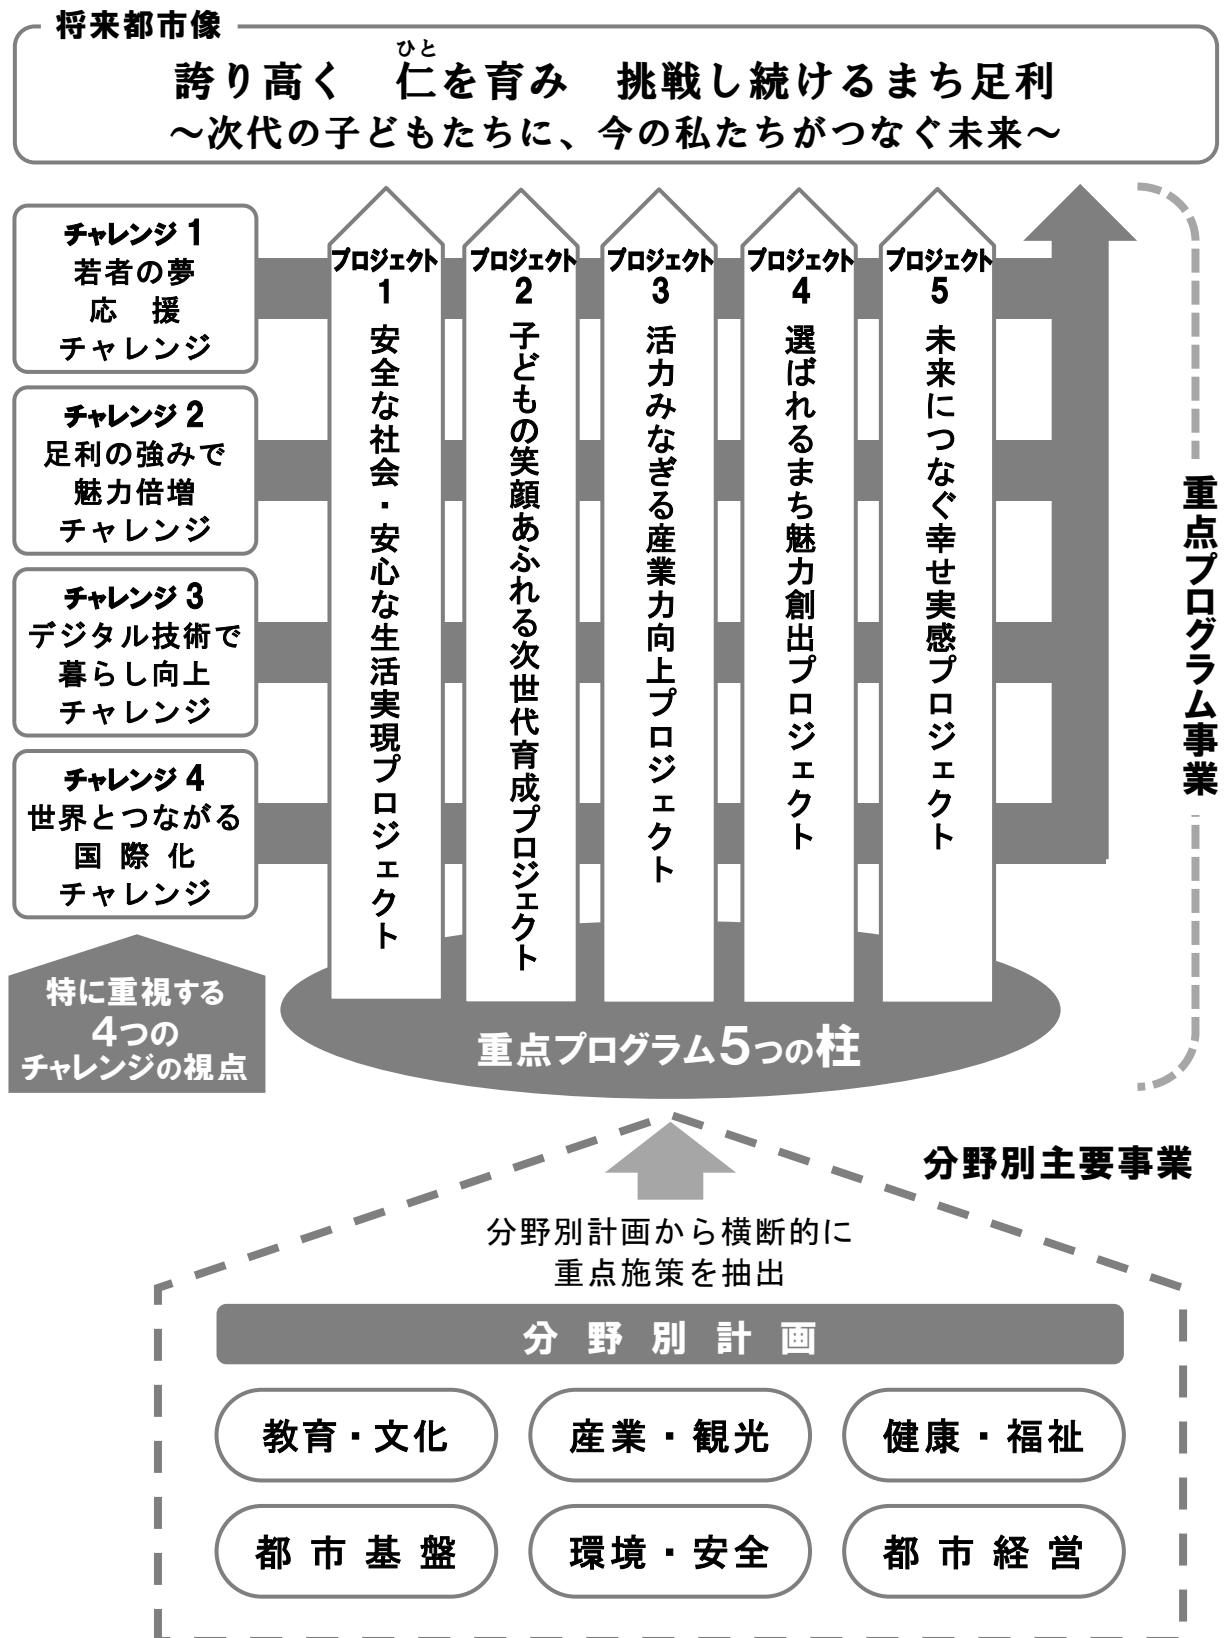 将来都市像
ひと
誇り高く　仁を育み　挑戦し続けるまち足利
～次代の子どもたちに、今の私たちがつなぐ未来～
チャレンジ 1
若者の夢
応　援
チャレンジ
チャレンジ 2
足利の強みで
魅力倍増
チャレンジ
チャレンジ 3
デジタル技術で
暮らし向上
チャレンジ
チャレンジ 4
世界とつながる
国 際 化
チャレンジ
特に重視する
4つの
チャレンジの視点
プロジェクト
1
安全な社会・安心な生活実現プロジェクト
プロジェクト
2
子どもの笑顔あふれる次世代育成プロジェクト
プロジェクト
3
活力みなぎる産業力向上プロジェクト
プロジェクト
4
選ばれるまち魅力創出プロジェクト
プロジェクト
5
未来につなぐ幸せ実感プロジェクト
重点プログラム5つの柱
重点プログラム事業
分野別主要事業
分野別計画から横断的に
重点施策を抽出
分 野 別 計 画
教育・文化
産業・観光
健康・福祉
都 市 基 盤
環境・安全
都 市 経 営